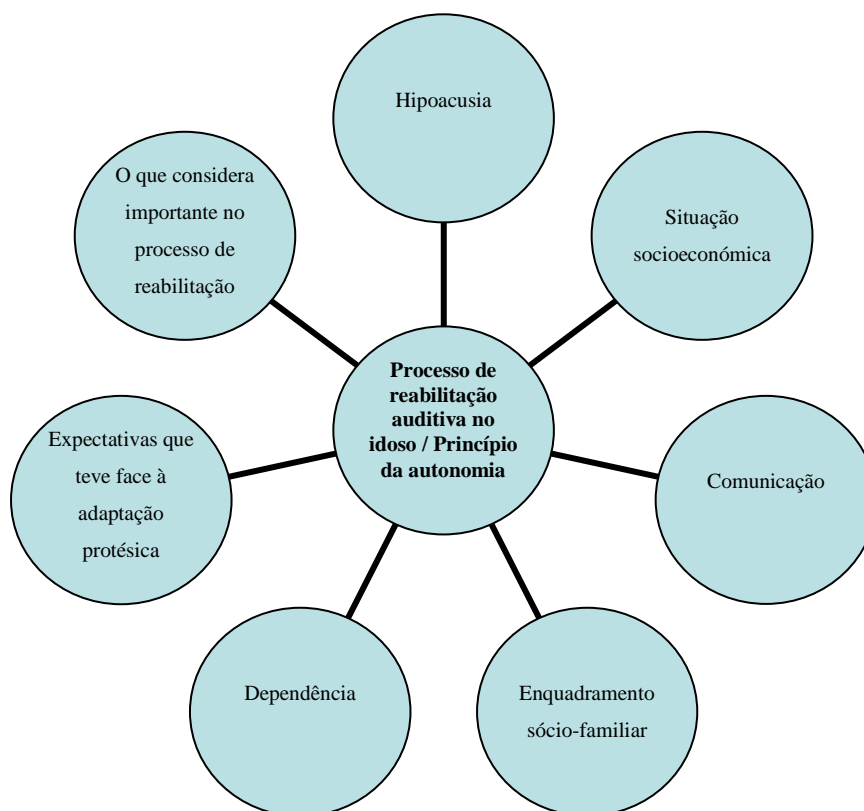 Hipoacusia
Situação
socioeconómica
Comunicação
Enquadramento
sócio-familiar
Dependência
Expectativas que
teve face à
adaptação
protésica
O que considera
importante no
processo de
reabilitação
Processo de
reabilitação
auditiva no
idoso / Princípio
da autonomia